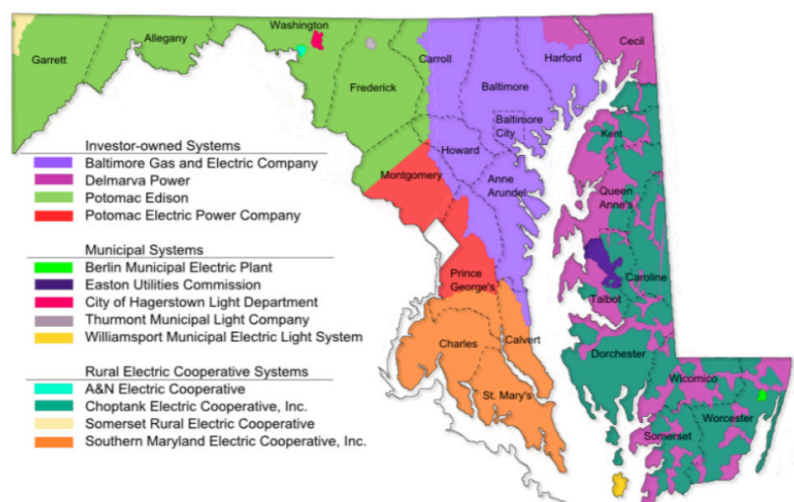 Washington
Allegany
Garrett
Frederick
Carroll
Baltimore
Harford
Cecil
Baltimore
City
Kent
Howard
Montgomery
Anne
Arundel
Queen
Anne's
Prince
George's
Talbot
Caroline
Charles
Calvert
Dorchester
St. Mary's
Wicomico
Worcester
Somerset
Investor-owned Systems
Baltimore Gas and Electric Company
Delmarva Power
Potomac Edison
Potomac Electric Power Company
Municipal Systems
Berlin Municipal Electric Plant
Easton Utilities Commission
City of Hagerstown Light Department
Thurmont Municipal Light Company
Williamsport Municipal Electric Light System
Rural Electric Cooperative Systems
A&N Electric Cooperative
Choptank Electric Cooperative, Inc.
Somerset Rural Electric Cooperative
Southern Maryland Electric Cooperative, Inc.